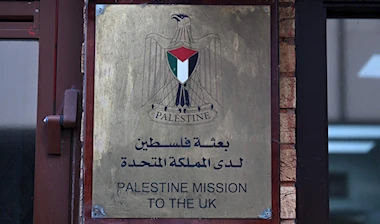 PALESTINE
بعثة فلسطين
لدى المملكة المتحدة
PALESTINE MISSION
TO THE UK